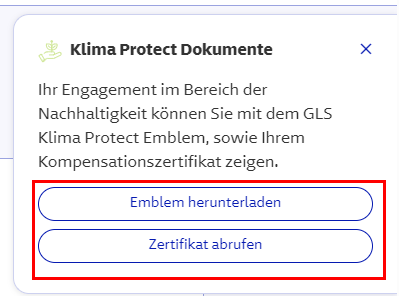 Klima Protect Dokumente
Ihr Engagement im Bereich der
Nachhaltigkeit können Sie mit dem GLS
Klima Protect Emblem, sowie Ihrem
Kompensationszertifikat zeigen.
Emblem herunterladen
Zertifikat abrufen